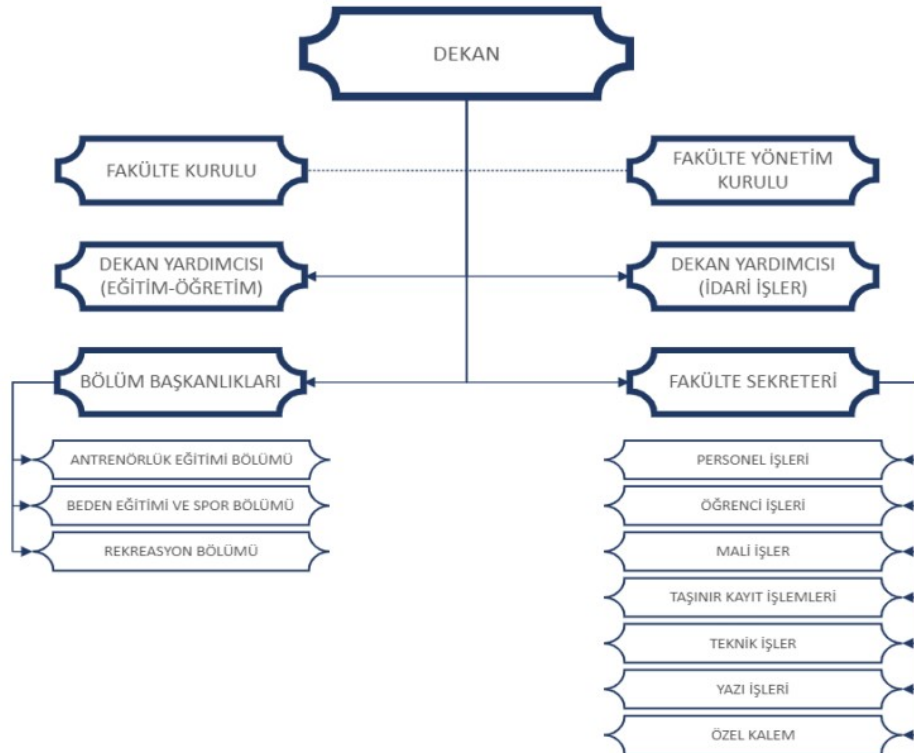 DEKAN
FAKÜLTE KURULU
FAKÜLTE YÖNETİM
KURULU
DEKAN YARDIMCISI
(EĞİTİM-ÖĞRETİM)
DEKAN YARDIMCISI
(İDARİ İŞLER)
BÖLÜM BAŞKANLIKLARI
FAKÜLTE SEKRETERİ
ANTRENÖRLÜK EĞİTİMİ BÖLÜMÜ
BEDEN EĞİTİMİ VE SPOR BÖLÜMÜ
REKREASYON BÖLÜMÜ
PERSONEL İŞLERİ
ÖĞRENCİ İŞLERİ
MALİ İŞLER
TAŞINIR KAYIT İŞLEMLERİ
TEKNİK İŞLER
YAZI İŞLERİ
ÖZEL KALEM